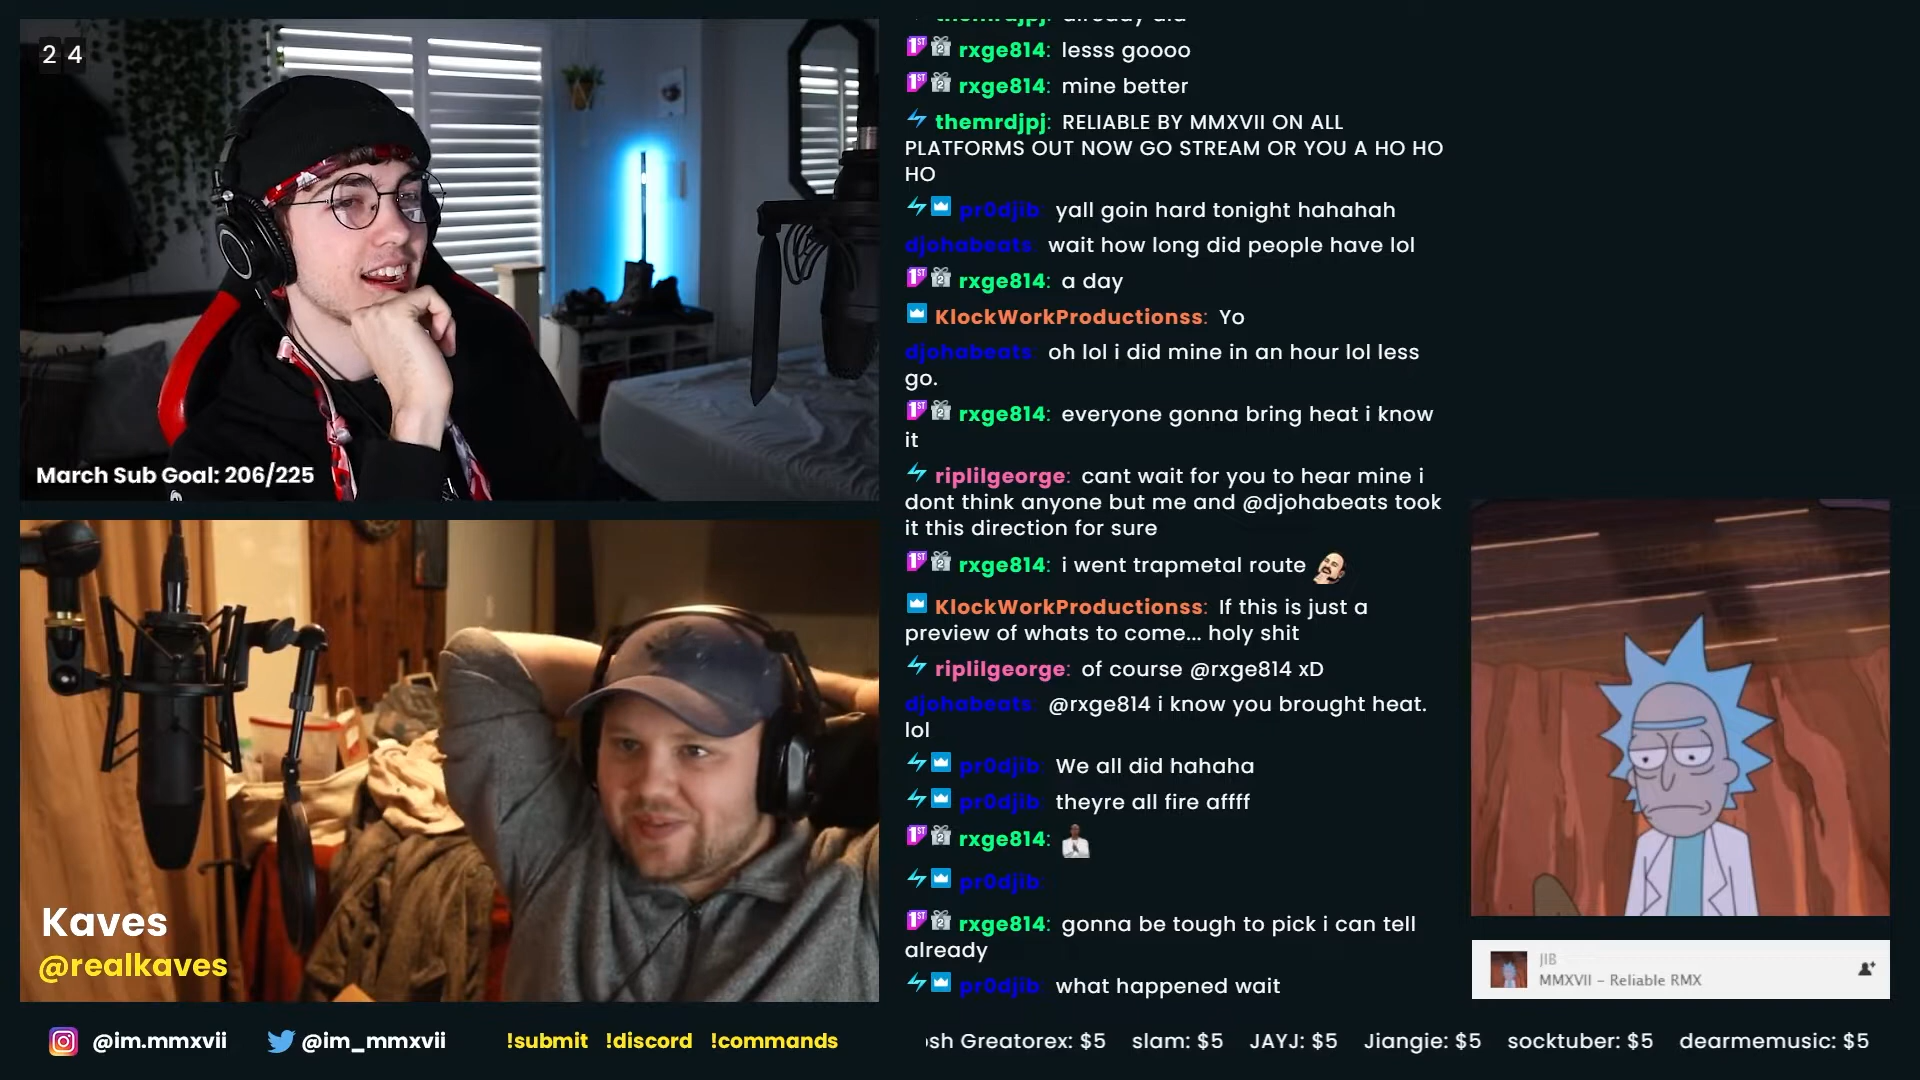 2 4
March Sub Goal: 206/225
Kaves
@realkaves
@im.mmxvii
@im_mmxvii
!submit
!discord
!commands
themrdjpj: already did
rxge814: lesss goooo
rxge814: mine better
themrdjpj: RELIABLE BY MMXVII ON ALL
PLATFORMS OUT NOW GO STREAM OR YOU A HO HO
HO
pr0djib yall goin hard tonight hahahah
djohabeats wait how long did people have lol
rxge814: a day
KlockWorkProductionss: Yo
djohabeats oh lol i did mine in an hour lol less
go.
rxge814: everyone gonna bring heat i know
it
riplilgeorge: cant wait for you to hear mine i
dont think anyone but me and @djohabeats took
it this direction for sure
rxge814: i went trapmetal route
KlockWorkProductionss: If this is just a
preview of whats to come... holy shit
riplilgeorge: of course @rxge814 xD
djohabeats @rxge814 i know you brought heat.
lol
pr0djib We all did hahaha
pr0djib theyre all fire affff
rxge814:
pr0djib
rxge814: gonna be tough to pick i can tell
already
pr0djib what happened wait
JIB
MMXVII - Reliable RMX
sh Greatorex: $5 slam: $5 JAYJ: $5 Jiangie: $5 socktuber: $5 dearmemusic: $5